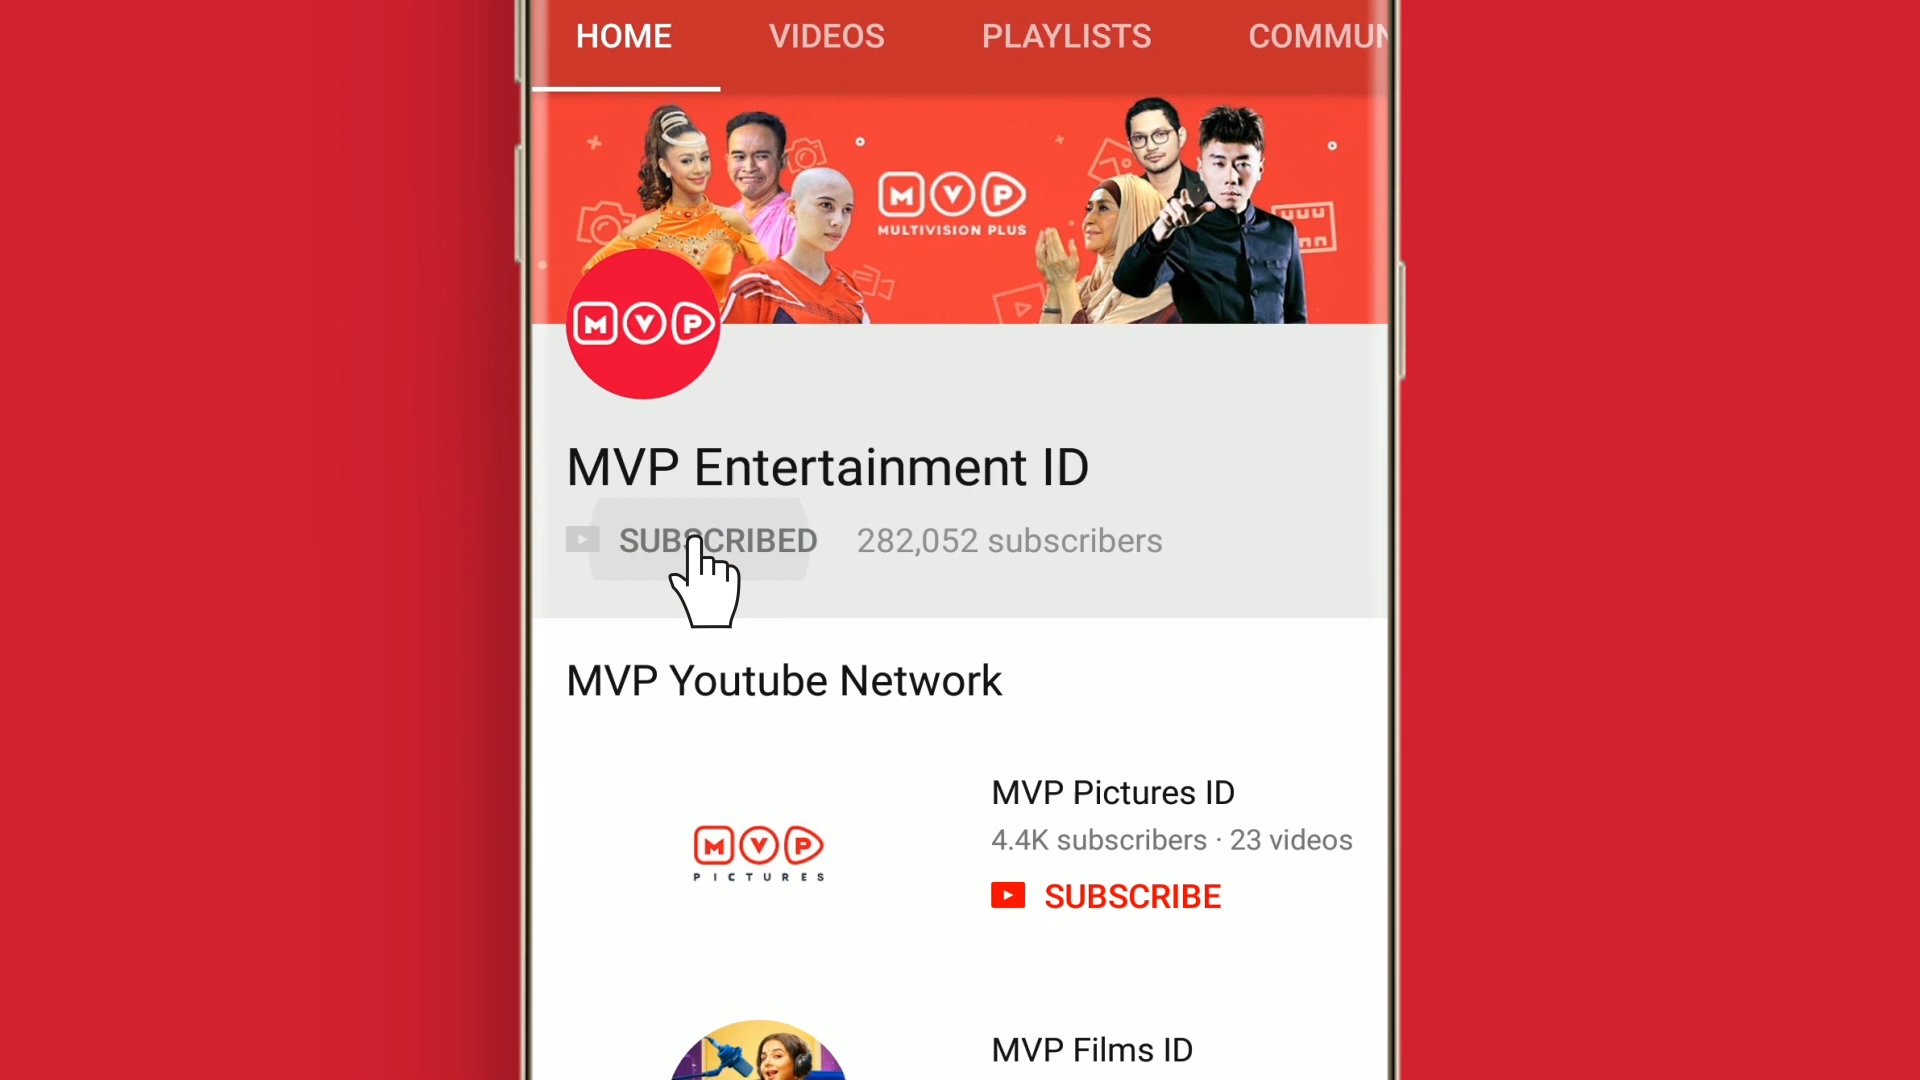 HOME VIDEOS PLAYLISTS COMMUN
MVP
MULTIVISION PLUS
MVP
MVP Entertainment ID
SUBSCRIBED 282,052 subscribers
MVP Youtube Network
MVP Pictures ID
4.4K subscribers · 23 videos
MVP
PICTURES
SUBSCRIBE
MVP Films ID